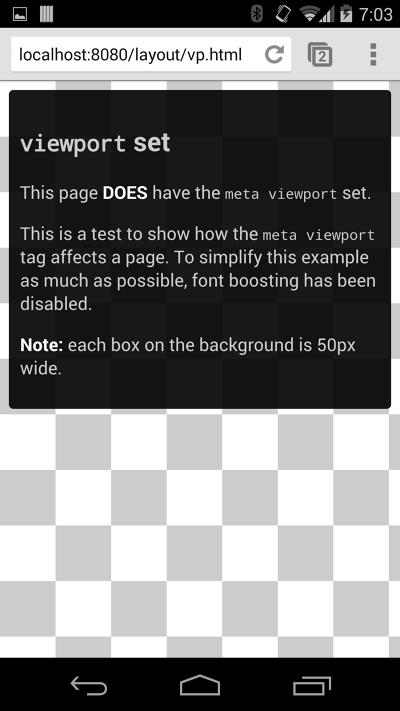 7:03
localhost:8080/layout/vp.html
2
viewport set
This page DOES have the meta viewport set.
This is a test to show how the meta viewport
tag affects a page. To simplify this example
as much as possible, font boosting has been
disabled.
Note: each box on the background is 50px
wide.